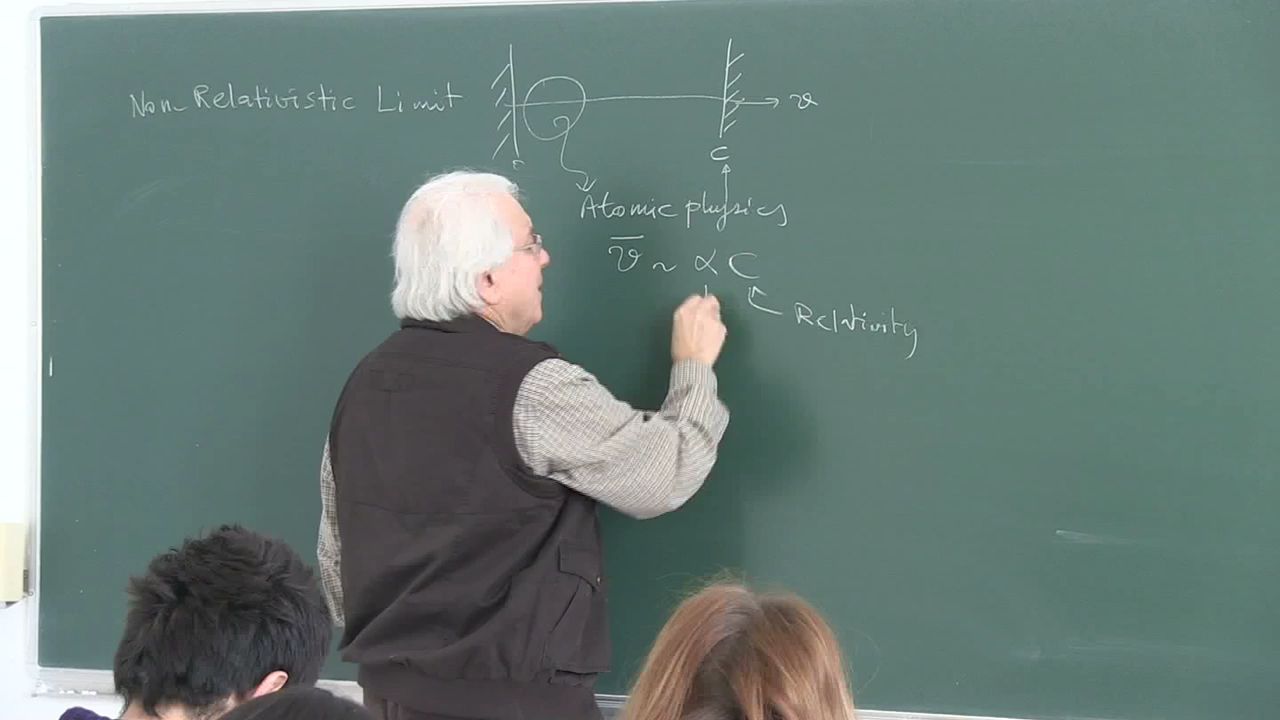 Non Relativistic Limit
v
C
Atomic physics
v̄ ~ α C
Relativity